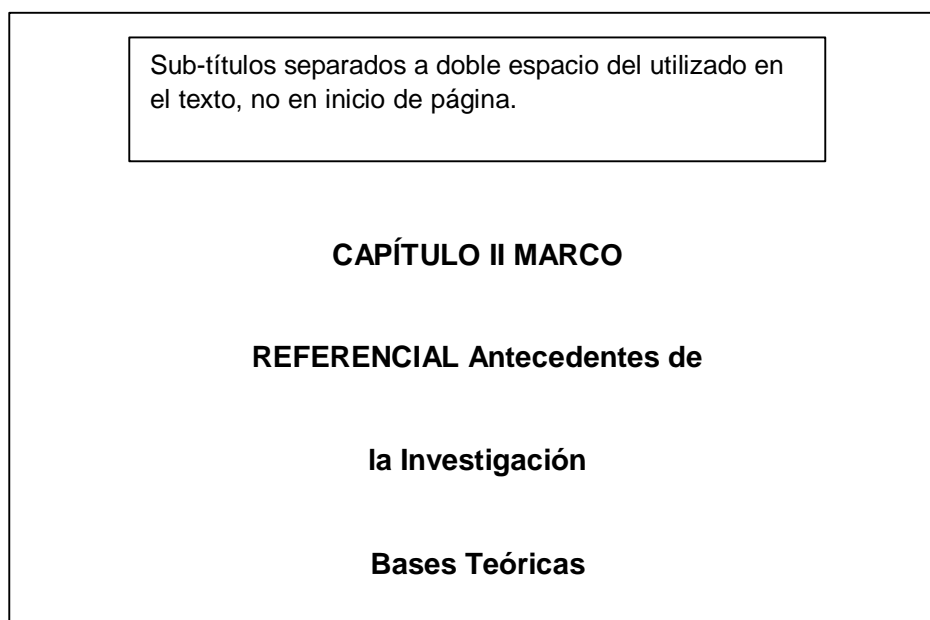 Sub-títulos separados a doble espacio del utilizado en
el texto, no en inicio de página.
CAPÍTULO II MARCO
REFERENCIAL Antecedentes de
la Investigación
Bases Teóricas